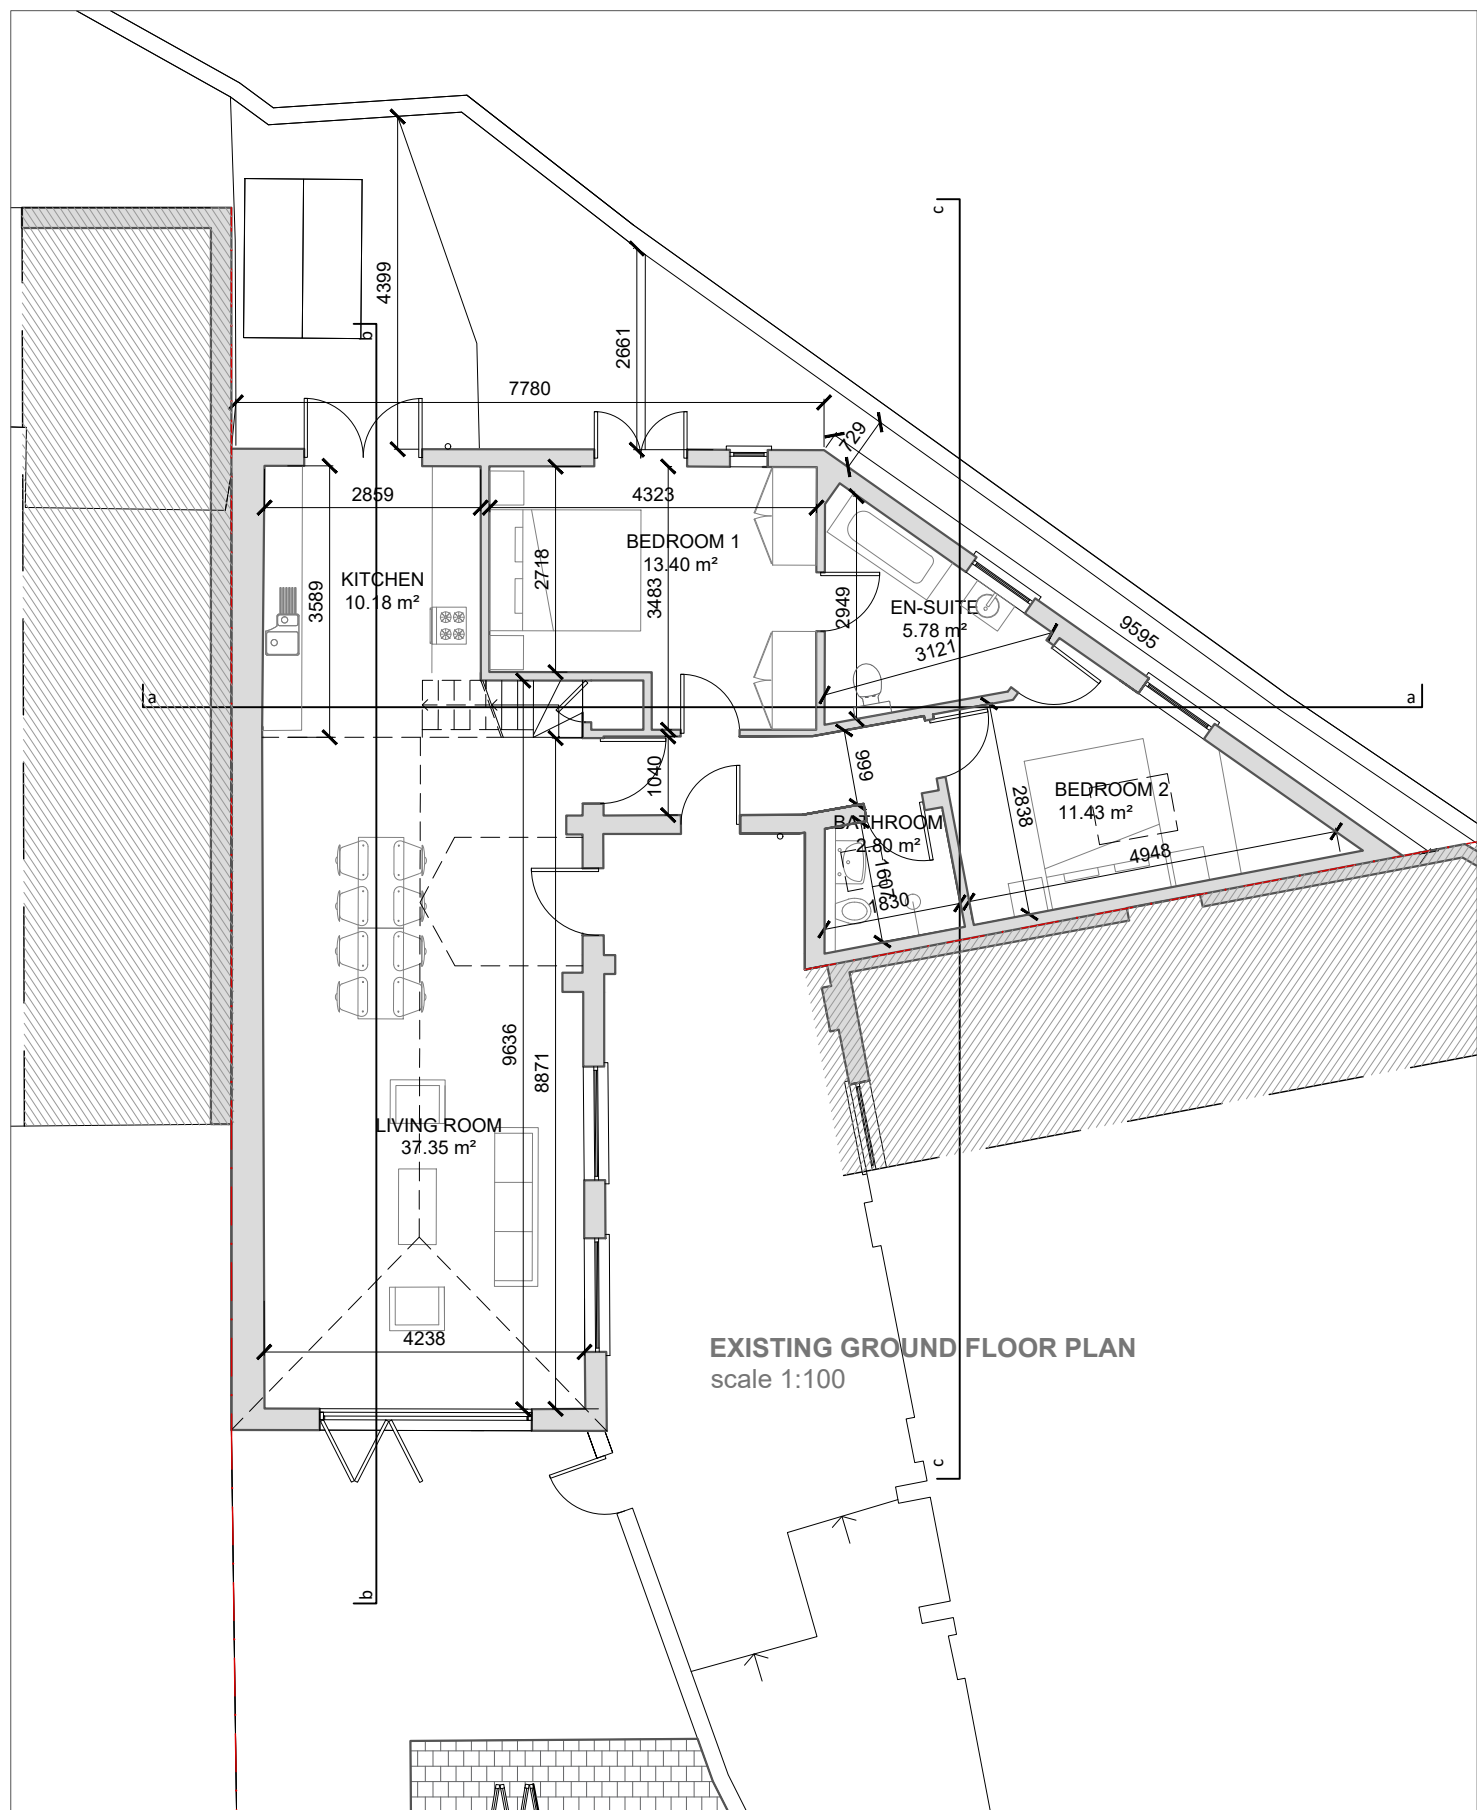 c
4399
b
2661
7780
729
2859
4323
BEDROOM 1
13.40 m²
2718
3483
KITCHEN
10.18 m²
3589
2949
EN-SUITE
5.78 m²
3121
9595
a
a
999
1040
2838
BEDROOM 2
11.43 m²
BATHROOM
2.80 m²
4948
1607
1830
9636
8871
LIVING ROOM
37.35 m²
4238
EXISTING GROUND FLOOR PLAN
scale 1:100
c
b